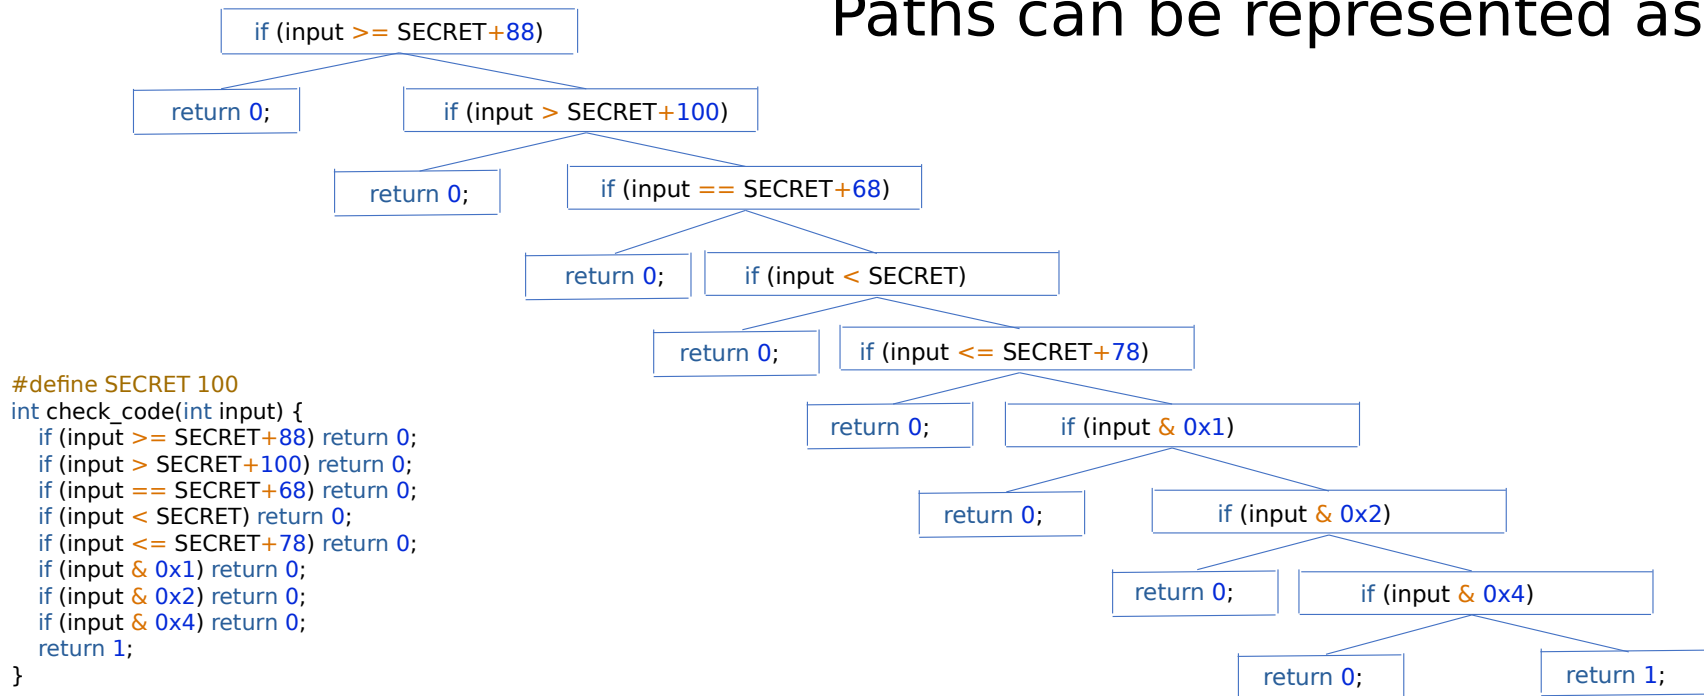 Paths can be represented as
if (input >= SECRET+88)
return 0;
if (input > SECRET+100)
return 0;
if (input == SECRET+68)
return 0;
if (input < SECRET)
return 0;
if (input <= SECRET+78)
return 0;
if (input & 0x1)
return 0;
if (input & 0x2)
return 0;
if (input & 0x4)
return 0;
return 1;
#define SECRET 100
int check_code(int input) {
if (input >= SECRET+88) return 0;
if (input > SECRET+100) return 0;
if (input == SECRET+68) return 0;
if (input < SECRET) return 0;
if (input <= SECRET+78) return 0;
if (input & 0x1) return 0;
if (input & 0x2) return 0;
if (input & 0x4) return 0;
return 1;
}